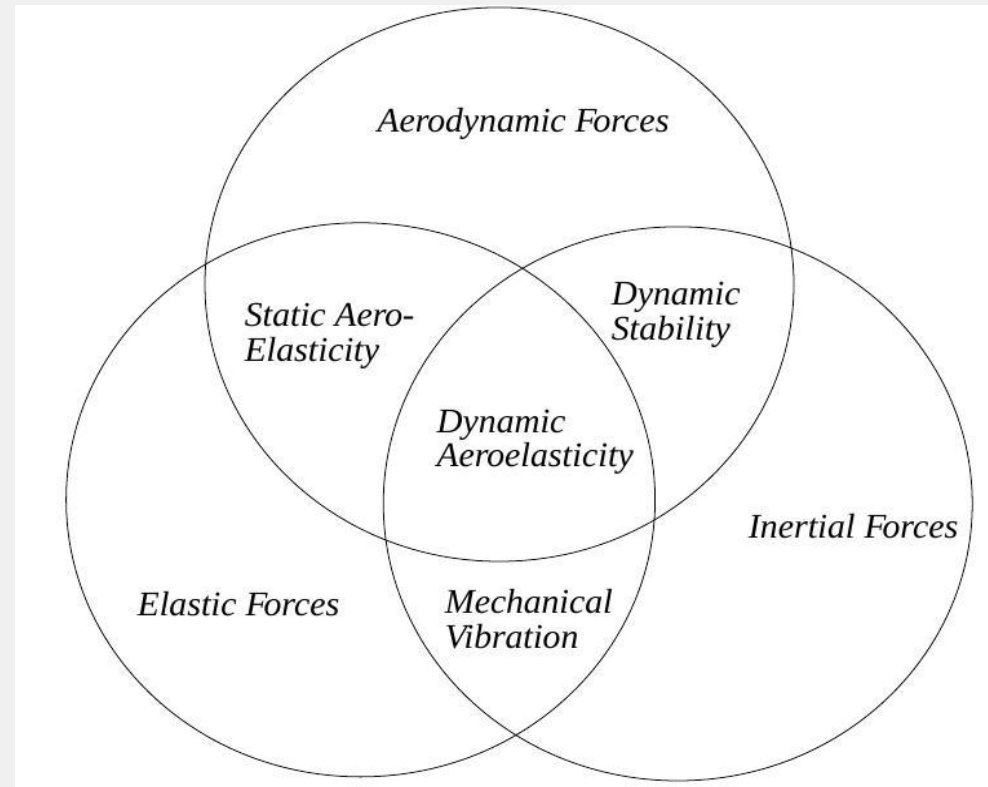 Aerodynamic Forces
Static Aero-
Elasticity
Dynamic
Stability
Dynamic
Aeroelasticity
Inertial Forces
Elastic Forces
Mechanical
Vibration